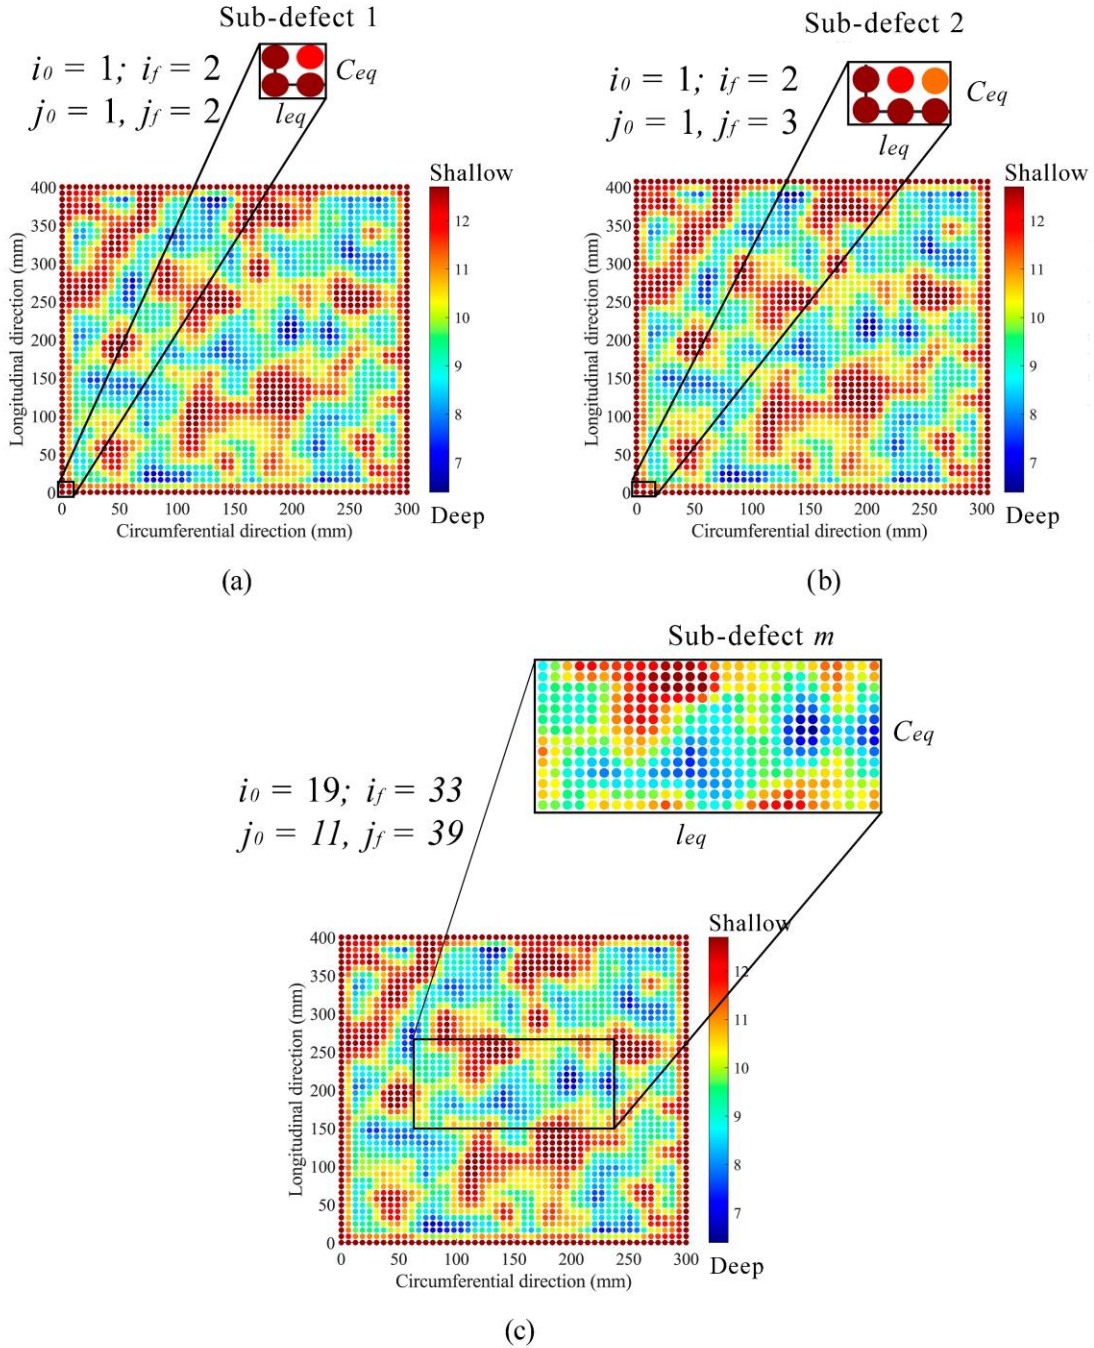 Sub-defect 1
i0 = 1; if = 2
j0 = 1, jf = 2
Ceq
leq
Shallow
400
350
300
250
200
150
100
50
0
Longitudinal direction (mm)
12
11
10
9
8
7
0 50 100 150 200 250 300
Circumferential direction (mm)
Deep
(a)
Sub-defect 2
i0 = 1; if = 2
j0 = 1, jf = 3
Ceq
leq
Shallow
400
350
300
250
200
150
100
50
0
Longitudinal direction (mm)
12
11
10
9
8
7
0 50 100 150 200 250 300
Circumferential direction (mm)
Deep
(b)
Sub-defect m
Ceq
i0 = 19; if = 33
j0 = 11, jf = 39
leq
Shallow
400
350
300
250
200
150
100
50
0
Longitudinal direction (mm)
12
11
10
9
8
7
0 50 100 150 200 250 300
Circumferential direction (mm)
Deep
(c)